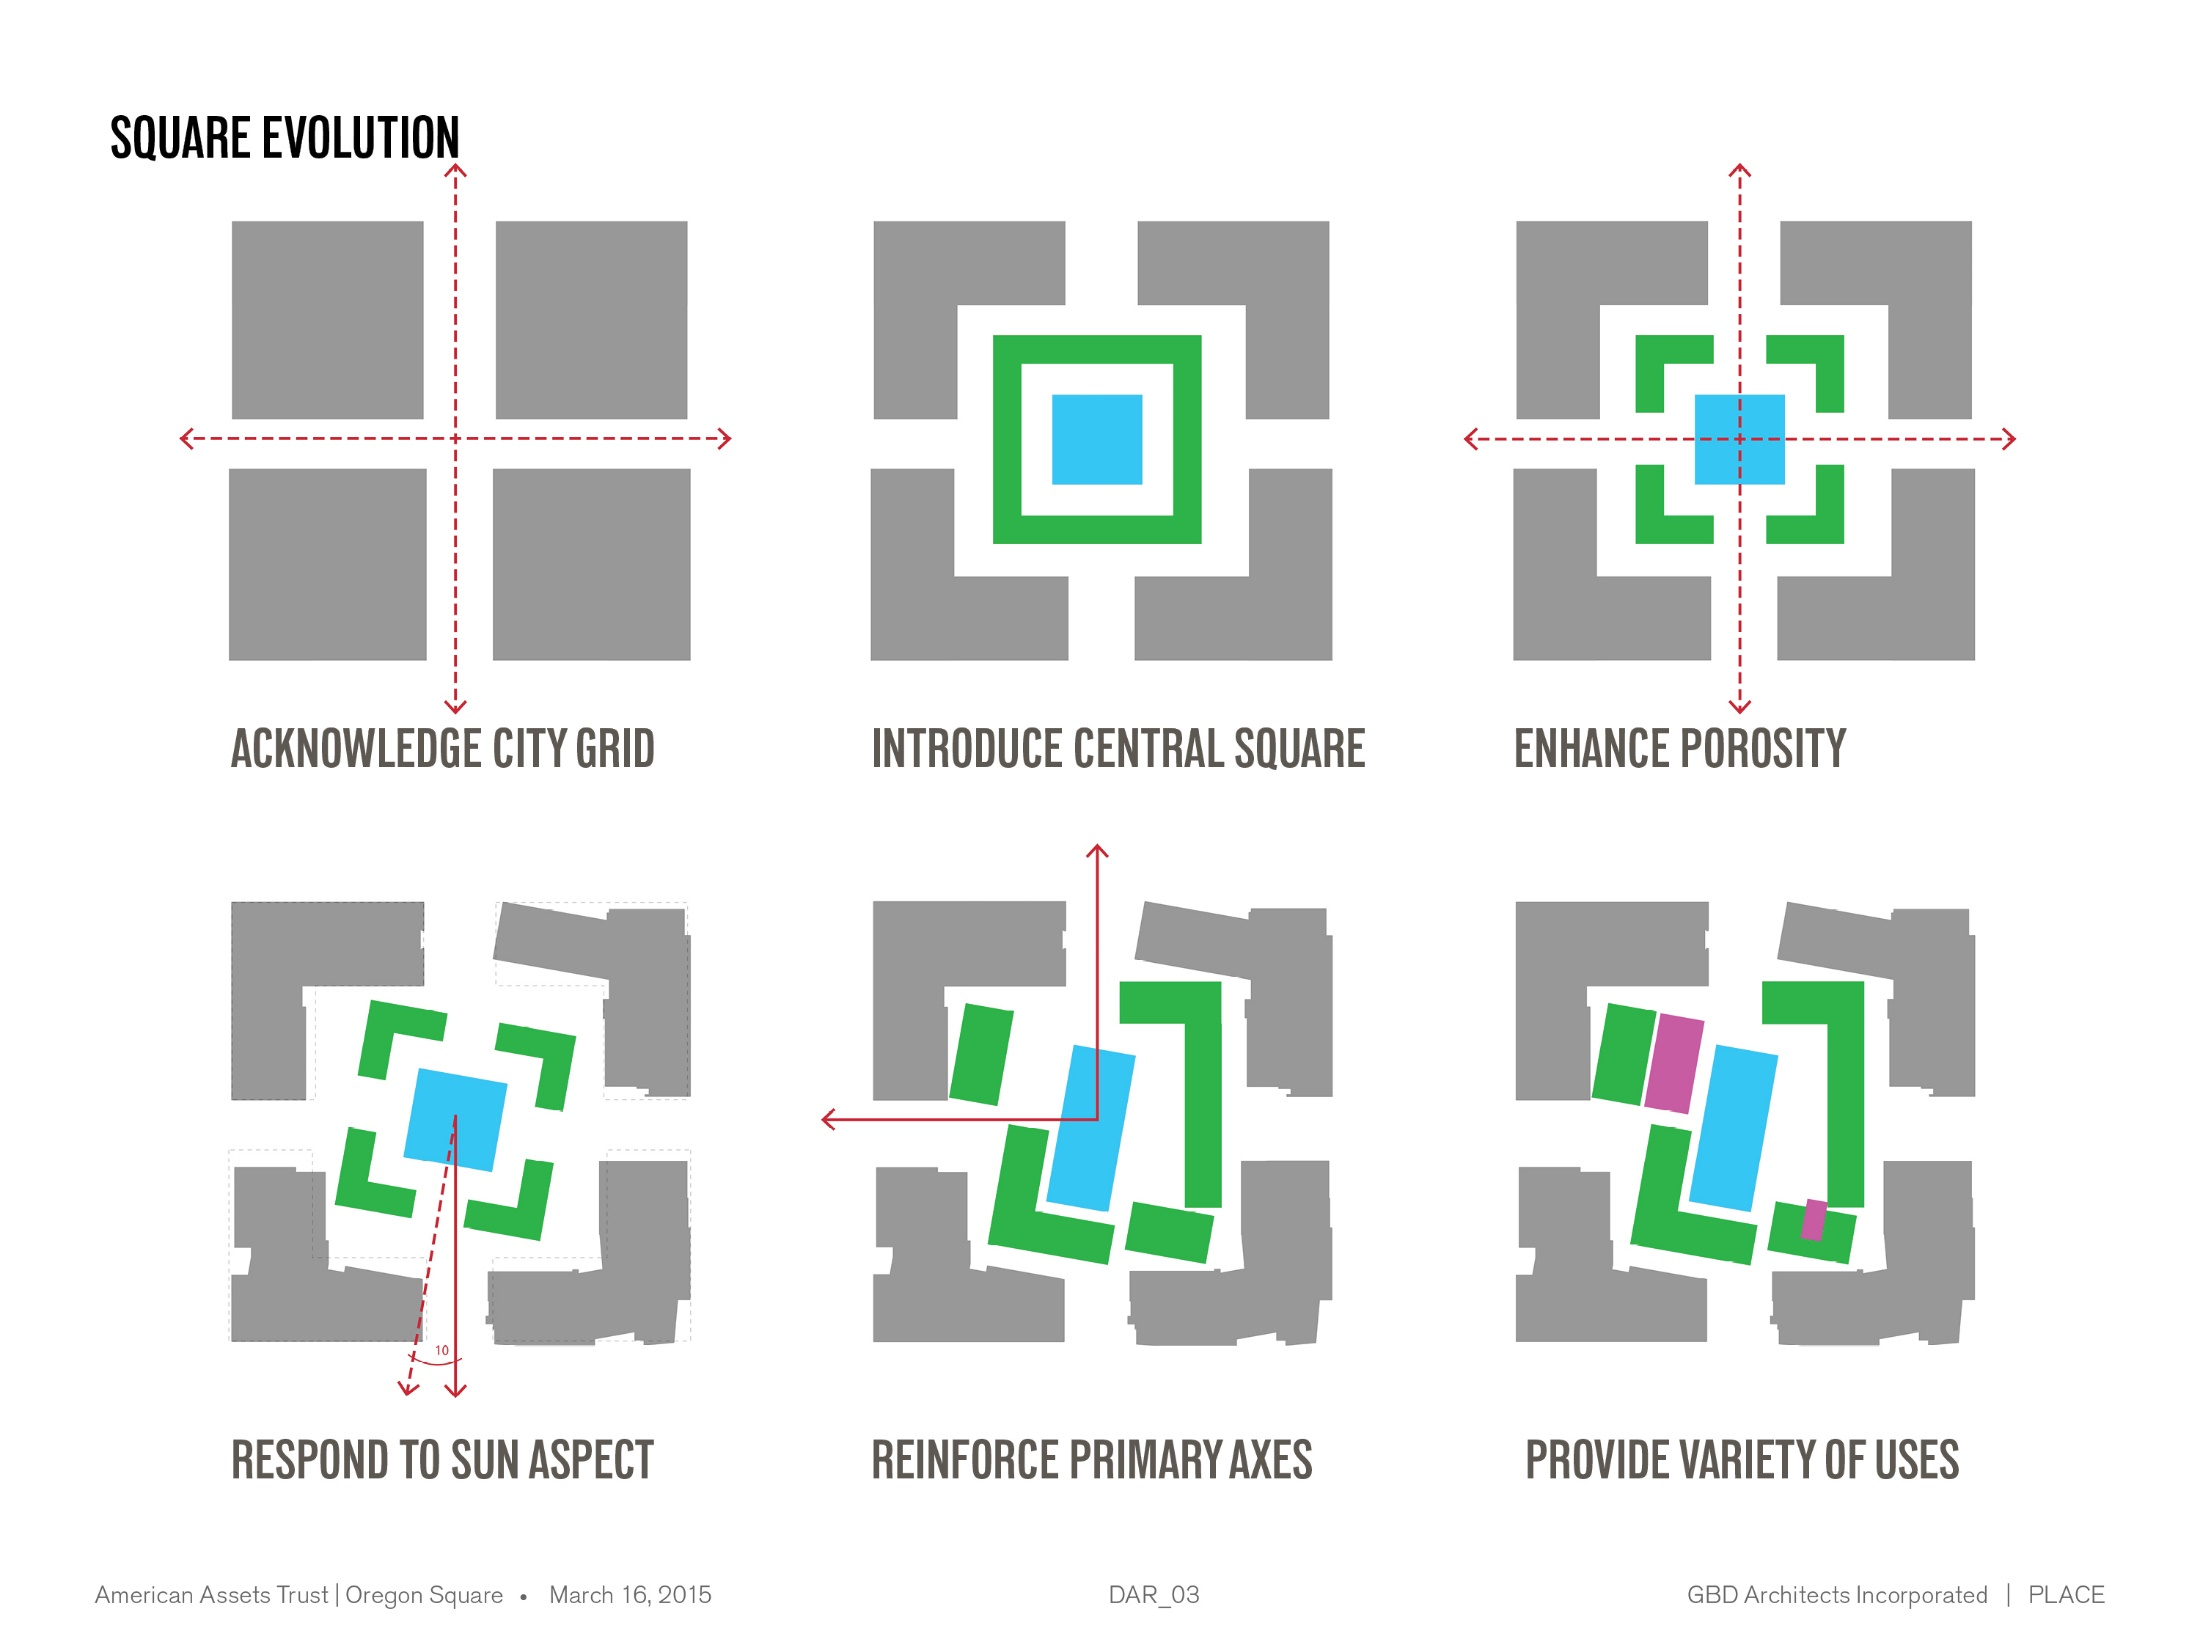 SQUARE EVOLUTION
ACKNOWLEDGE CITY GRID
INTRODUCE CENTRAL SQUARE
ENHANCE POROSITY
10
RESPOND TO SUN ASPECT
REINFORCE PRIMARY AXES
PROVIDE VARIETY OF USES
American Assets Trust | Oregon Square • March 16, 2015
DAR_03
GBD Architects Incorporated | PLACE